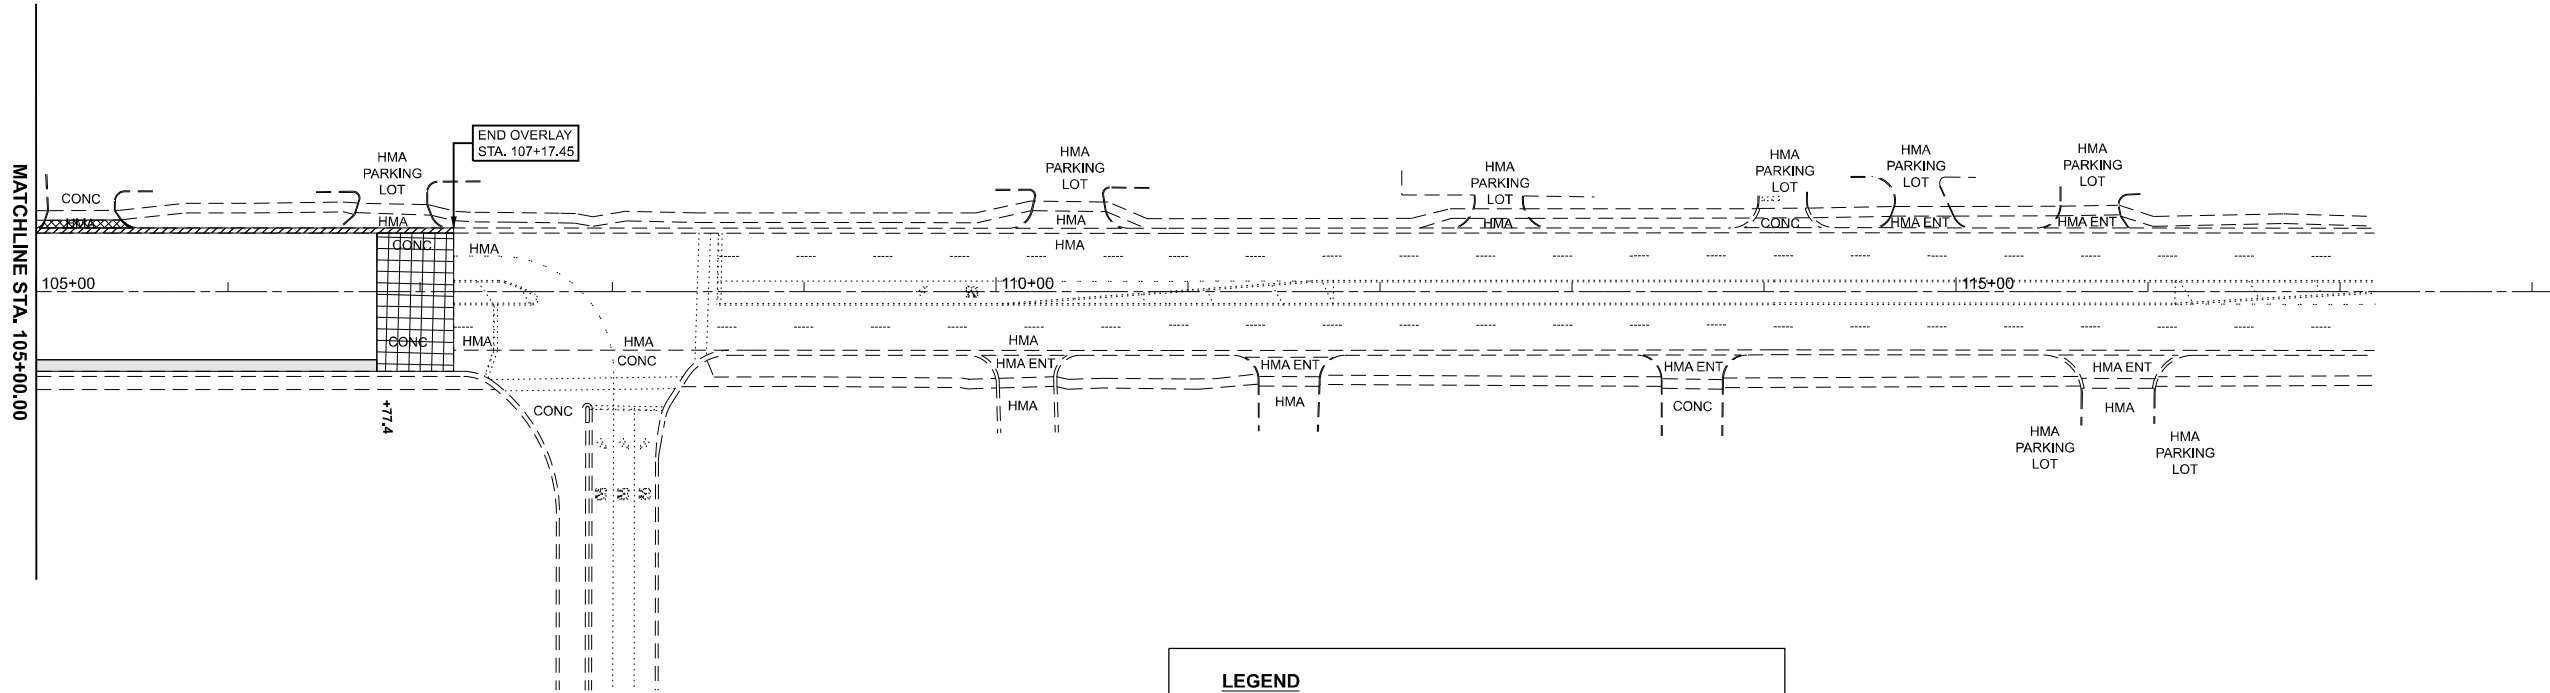 MATCHLINE STA. 105+00.00
END OVERLAY
STA. 107+17.45
CONC
HMA
HMA
PARKING
LOT
HMA
CONC
HMA
105+00
CONC
HMA
+77.4
HMA
CONC
CONC
HMA
PARKING
LOT
HMA
HMA
110+00
HMA
HMA ENT
HMA
HMA ENT
HMA
HMA
PARKING
LOT
HMA
HMA
PARKING
LOT
CONC
HMA
PARKING
LOT
HMA ENT
HMA
PARKING
LOT
HMA ENT
115+00
HMA ENT
CONC
HMA ENT
HMA
HMA
PARKING
LOT
HMA
PARKING
LOT
LEGEND